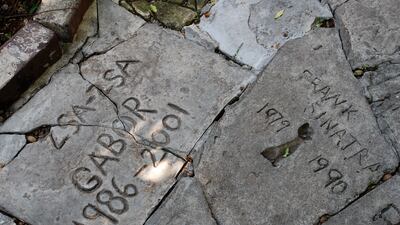 ZSA-ZSA
GABOR
1986 2001
FRANK
SINATRA
1979 1990